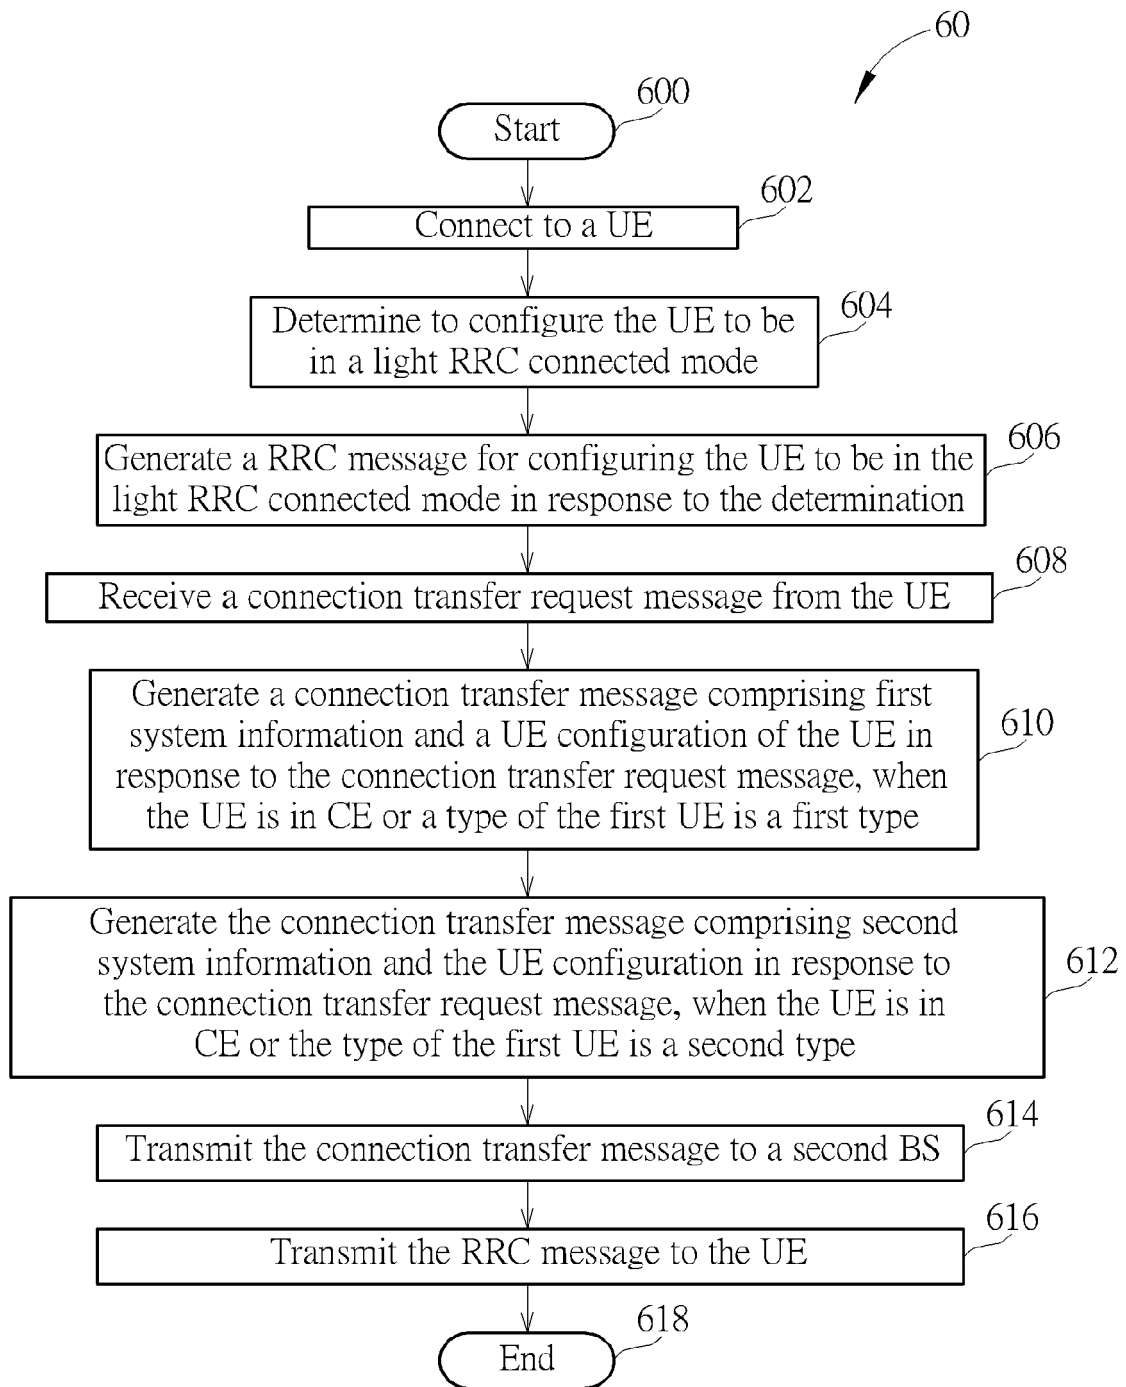 60
600
Start
602
Connect to a UE
604
Determine to configure the UE to be
in a light RRC connected mode
606
Generate a RRC message for configuring the UE to be in the
light RRC connected mode in response to the determination
608
Receive a connection transfer request message from the UE
Generate a connection transfer message comprising first
system information and a UE configuration of the UE in
response to the connection transfer request message, when
the UE is in CE or a type of the first UE is a first type
610
Generate the connection transfer message comprising second
system information and the UE configuration in response to
the connection transfer request message, when the UE is in
CE or the type of the first UE is a second type
612
614
Transmit the connection transfer message to a second BS
616
Transmit the RRC message to the UE
618
End